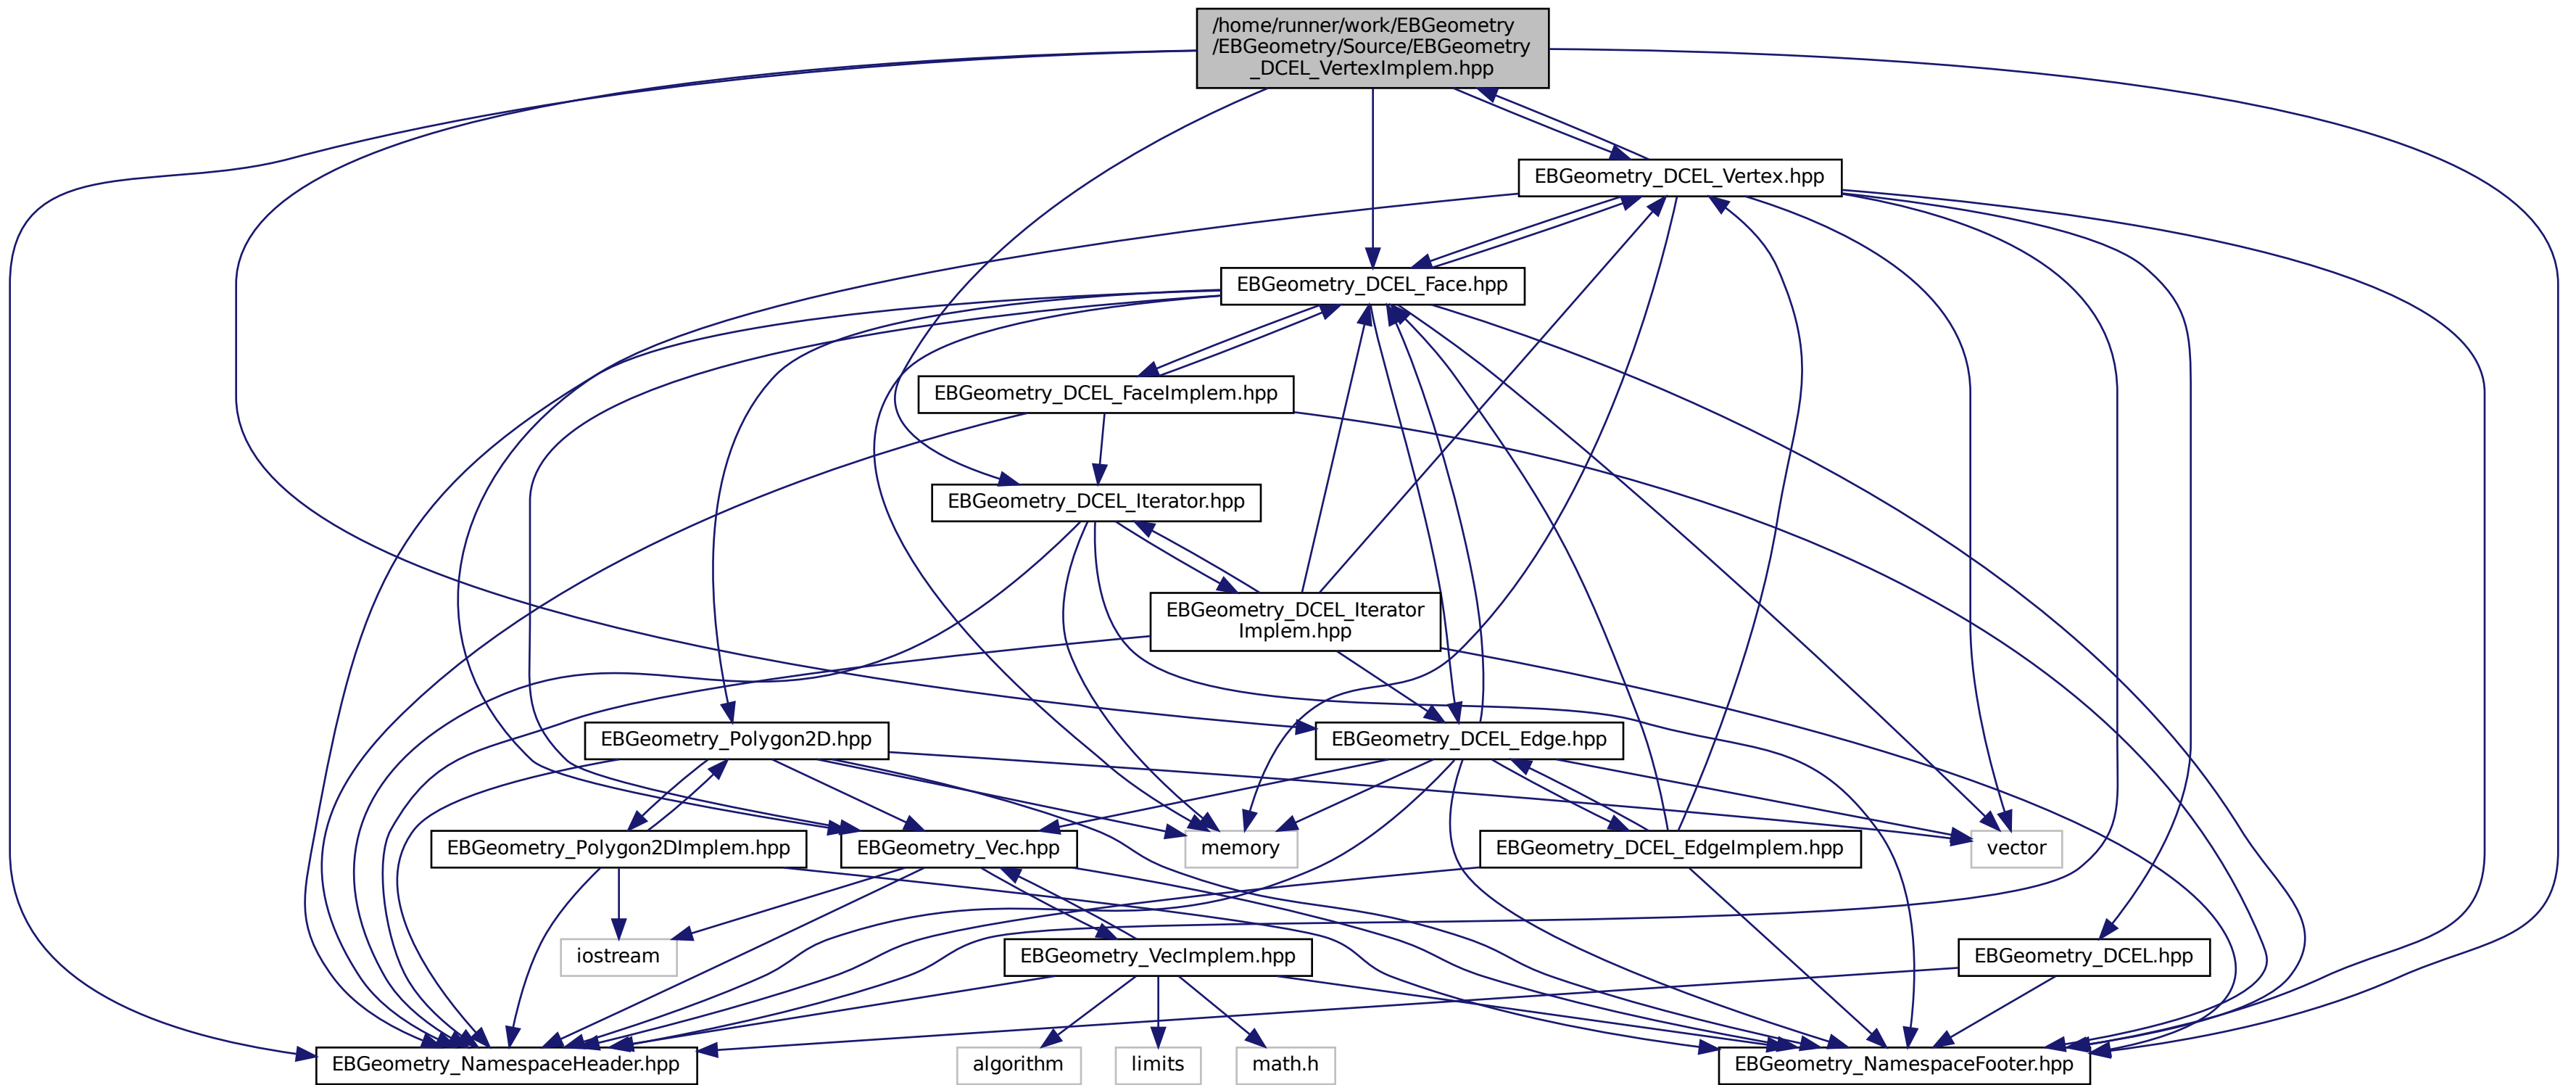 /home/runner/work/EBGeometry
/EBGeometry/Source/EBGeometry
_DCEL_VertexImplem.hpp
EBGeometry_DCEL_Vertex.hpp
EBGeometry_DCEL_Face.hpp
EBGeometry_DCEL_FaceImplem.hpp
EBGeometry_DCEL_Iterator.hpp
EBGeometry_DCEL_Iterator
Implem.hpp
EBGeometry_Polygon2D.hpp
EBGeometry_DCEL_Edge.hpp
EBGeometry_Polygon2DImplem.hpp
EBGeometry_Vec.hpp
memory
EBGeometry_DCEL_EdgeImplem.hpp
vector
iostream
EBGeometry_VecImplem.hpp
EBGeometry_DCEL.hpp
EBGeometry_NamespaceHeader.hpp
algorithm
limits
math.h
EBGeometry_NamespaceFooter.hpp